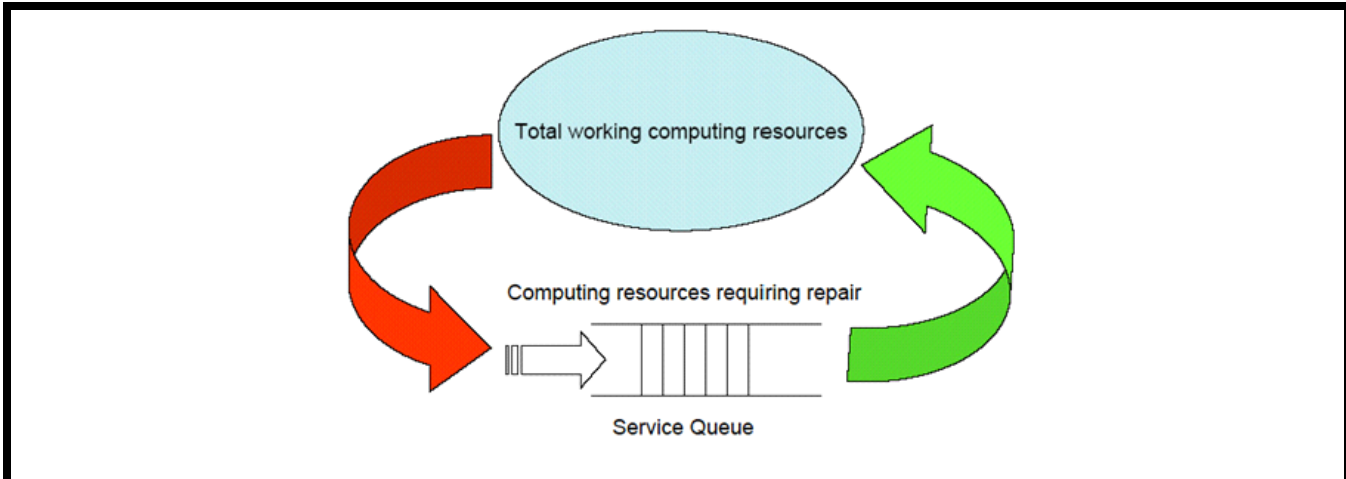 Total working computing resources
Computing resources requiring repair
Service Queue